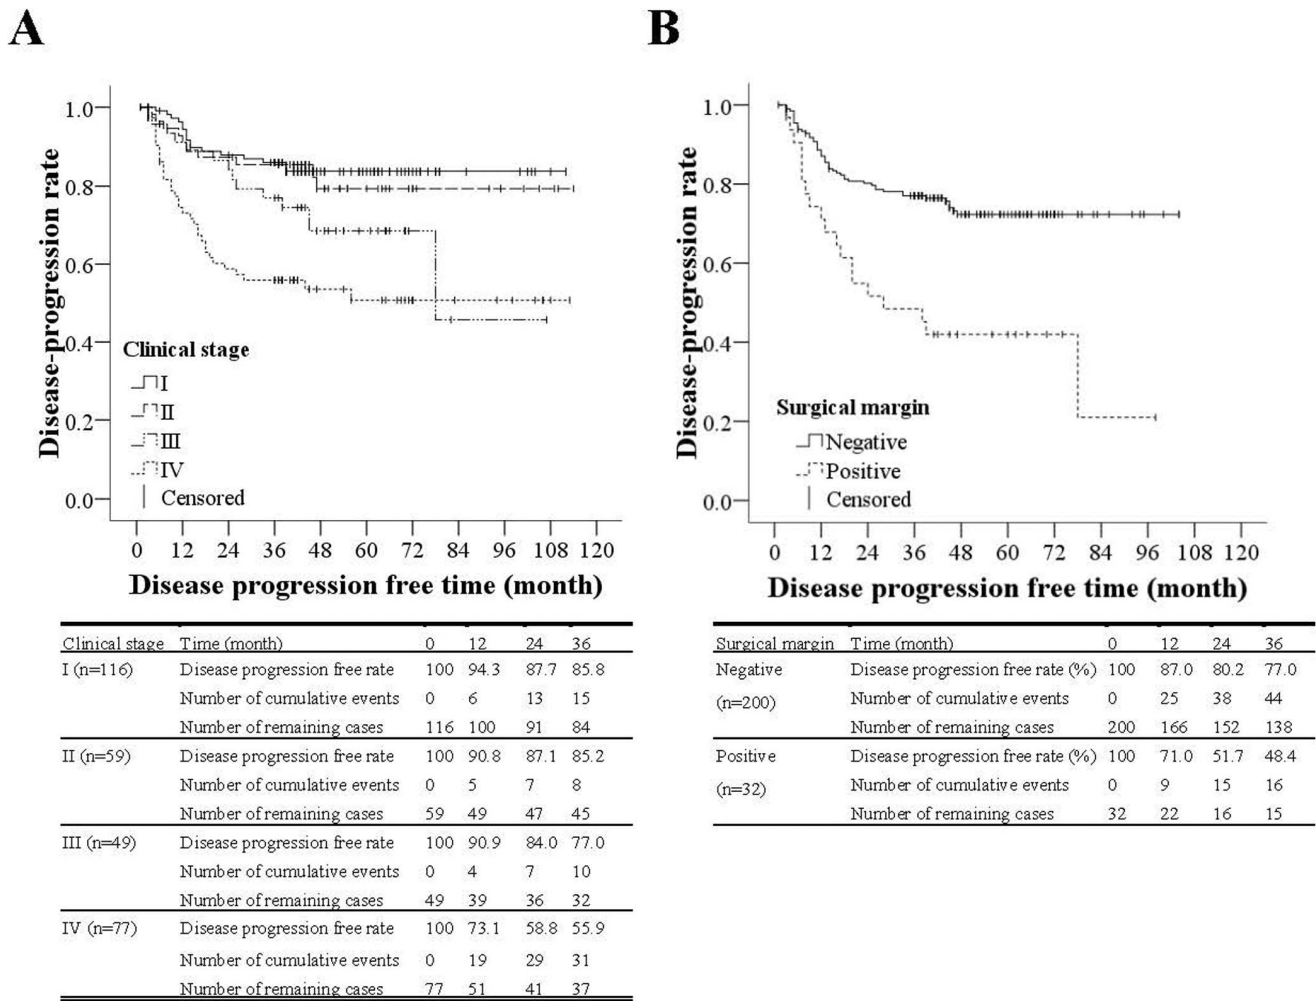 A
Disease-progression rate
1.0
0.8
0.6
0.4
0.2
0.0
Clinical stage
I
II
III
IV
Censored
0 12 24 36 48 60 72 84 96 108 120
Disease progression free time (month)
Clinical stage Time (month) 0 12 24 36
I (n=116) Disease progression free rate 100 94.3 87.7 85.8
Number of cumulative events 0 6 13 15
Number of remaining cases 116 100 91 84
II (n=59) Disease progression free rate 100 90.8 87.1 85.2
Number of cumulative events 0 5 7 8
Number of remaining cases 59 49 47 45
III (n=49) Disease progression free rate 100 90.9 84.0 77.0
Number of cumulative events 0 4 7 10
Number of remaining cases 49 39 36 32
IV (n=77) Disease progression free rate 100 73.1 58.8 55.9
Number of cumulative events 0 19 29 31
Number of remaining cases 77 51 41 37
B
Disease-progression rate
1.0
0.8
0.6
0.4
0.2
0.0
Surgical margin
Negative
Positive
Censored
0 12 24 36 48 60 72 84 96 108 120
Disease progression free time (month)
Surgical margin Time (month) 0 12 24 36
Negative Disease progression free rate (%) 100 87.0 80.2 77.0
(n=200) Number of cumulative events 0 25 38 44
Number of remaining cases 200 166 152 138
Positive Disease progression free rate (%) 100 71.0 51.7 48.4
(n=32) Number of cumulative events 0 9 15 16
Number of remaining cases 32 22 16 15